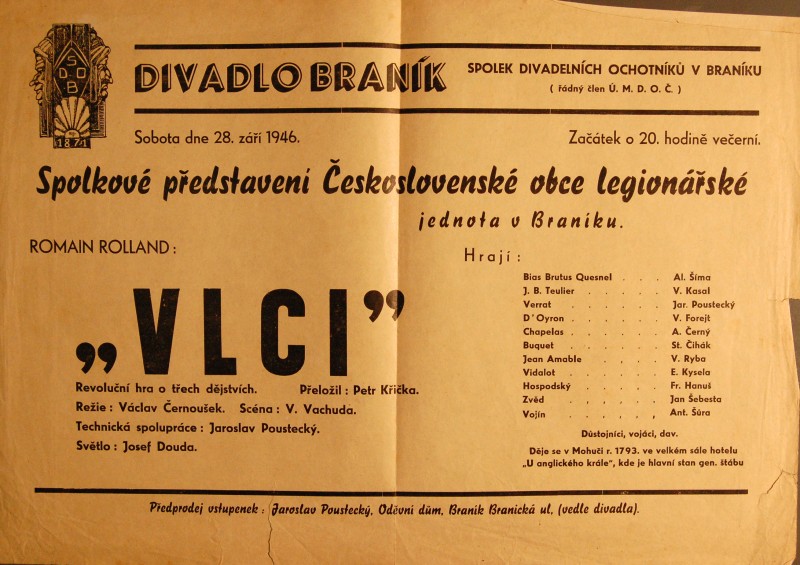 SDOB
1871
DIVADLO BRANÍK
SPOLEK DIVADELNÍCH OCHOTNÍKŮ V BRANÍKU
( řádný člen Ú. M. D. O. Č. )
Sobota dne 28. září 1946.
Začátek o 20. hodině večerní.
Spolkové představení Československé obce legionářské
jednota v Braníku.
ROMAIN ROLLAND :
„VLCI”
Revoluční hra o třech dějstvích. Přeložil : Petr Křička.
Režie : Václav Černoušek. Scéna : V. Vachuda.
Technická spolupráce : Jaroslav Poustecký.
Světlo : Josef Douda.
Hrají :
Bias Brutus Quesnel . . . Al. Šíma
J. B. Teulier . . . . . V. Kasal
Verrat . . . . . Jar. Poustecký
D'Oyron . . . . . . V. Forejt
Chapelas . . . . . . A. Černý
Buquet . . . . . St. Čihák
Jean Amable . . . . . V. Ryba
Vidalot . . . . . . E. Kysela
Hospodský . . . . . Fr. Hanuš
Zvěd . . . . . . Jan Šebesta
Vojín . . . . , , Ant. Šůra
Důstojníci, vojáci, dav.
Děje se v Mohuči r. 1793. ve velkém sále hotelu
„U anglického krále", kde je hlavní stan gen. štábu
Předprodej vstupenek : Jaroslav Poustecký, Oděvní dům, Braník Branická ul, (vedle divadla).